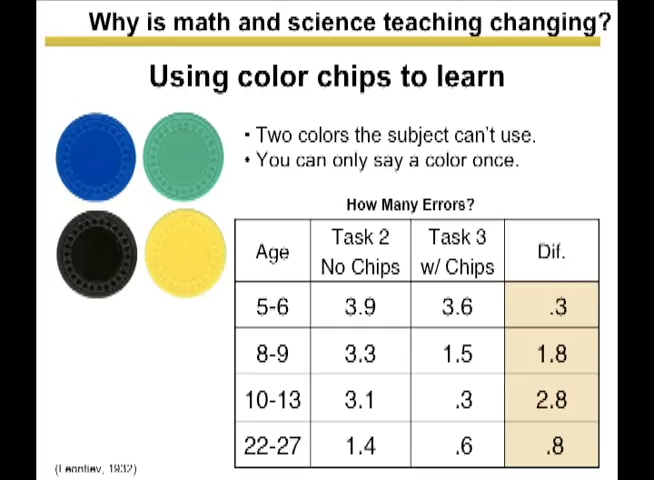 Why is math and science teaching changing?
Using color chips to learn
• Two colors the subject can't use.
• You can only say a color once.
How Many Errors?
Age Task 2 No Chips Task 3 w/ Chips Dif.
5-6 3.9 3.6 .3
8-9 3.3 1.5 1.8
10-13 3.1 .3 2.8
22-27 1.4 .6 .8
(Leontiev, 1932)